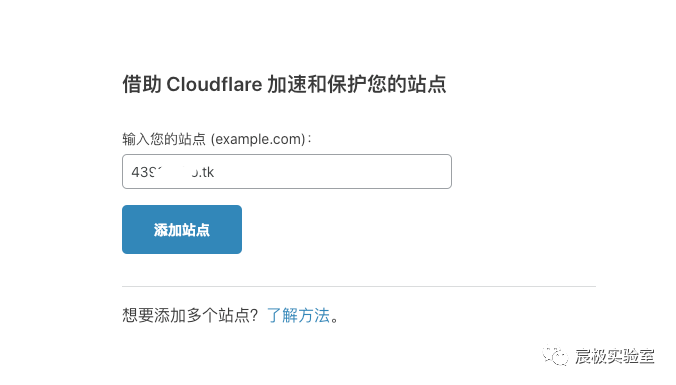 借助 Cloudflare 加速和保护您的站点
输入您的站点 (example.com)：
.tk
添加站点
想要添加多个站点？了解方法。
宸极实验室